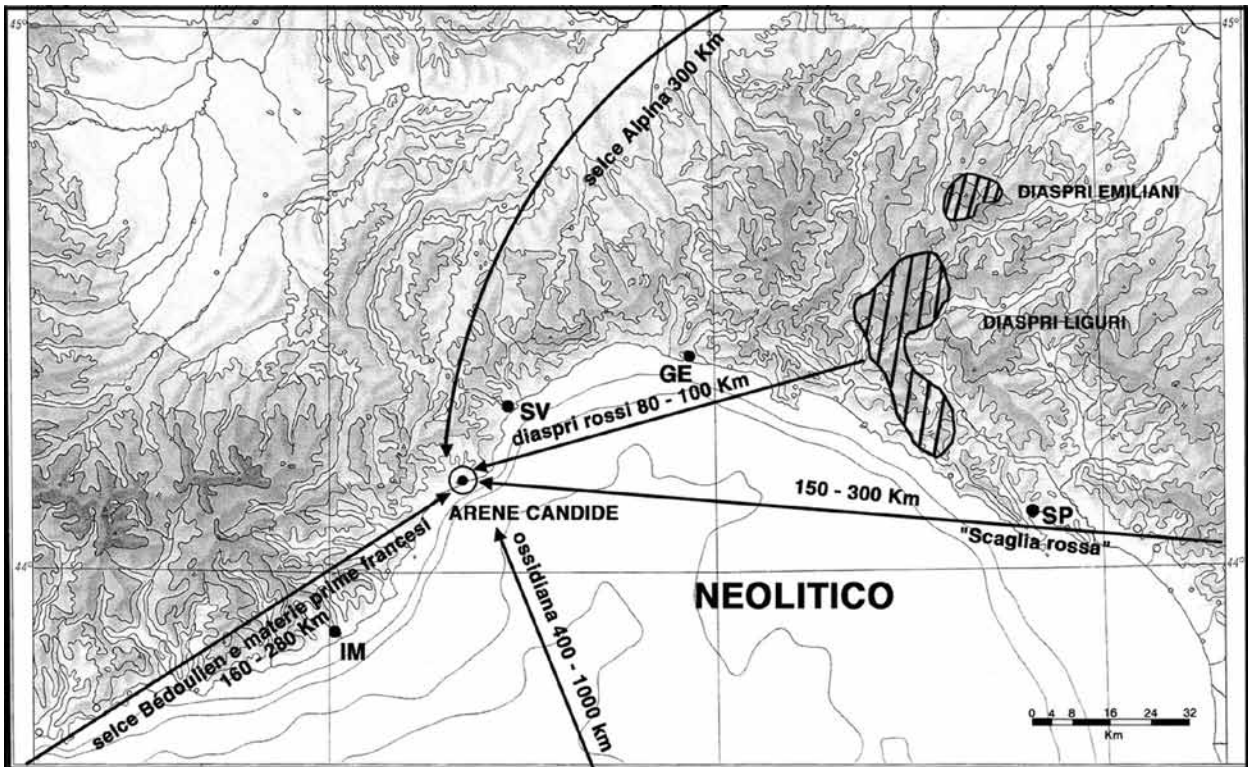 45°
45°
selce Alpina 300 Km
DIASPRI EMILIANI
DIASPRI LIGURI
GE
SV
diaspri rossi 80 - 100 Km
ARENE CANDIDE
150 - 300 Km
SP
"Scaglia rossa"
44°
44°
NEOLITICO
selce Bédoulien e materie prime francesi
160 - 280 Km
IM
ossidiana 400 - 1000 km
0 4 8 16 24 32
Km